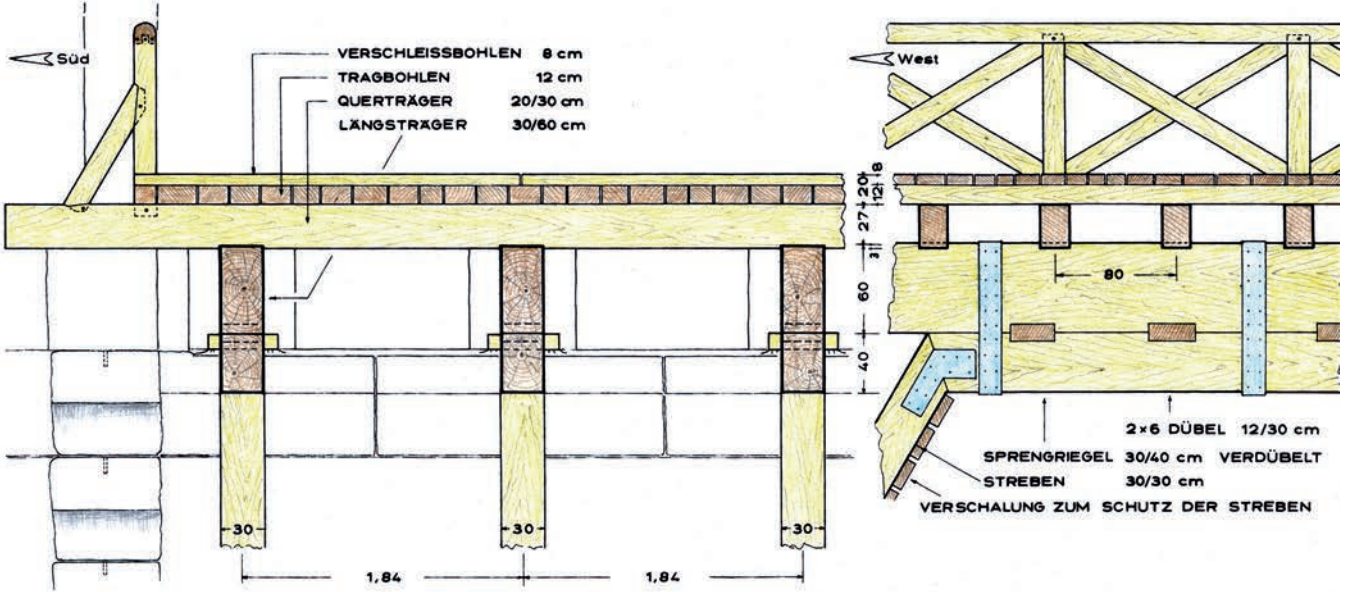 Süd
VERSCHLEISSBOHLEN 8 cm
TRAGBOHLEN 12 cm
QUERTRÄGER 20/30 cm
LÄNGSTRÄGER 30/60 cm
West
8
12
20
27
3
60
40
80
2×6 DÜBEL 12/30 cm
SPRENGRIEGEL 30/40 cm VERDÜBELT
STREBEN 30/30 cm
VERSCHALUNG ZUM SCHUTZ DER STREBEN
30
30
30
1,84
1,84